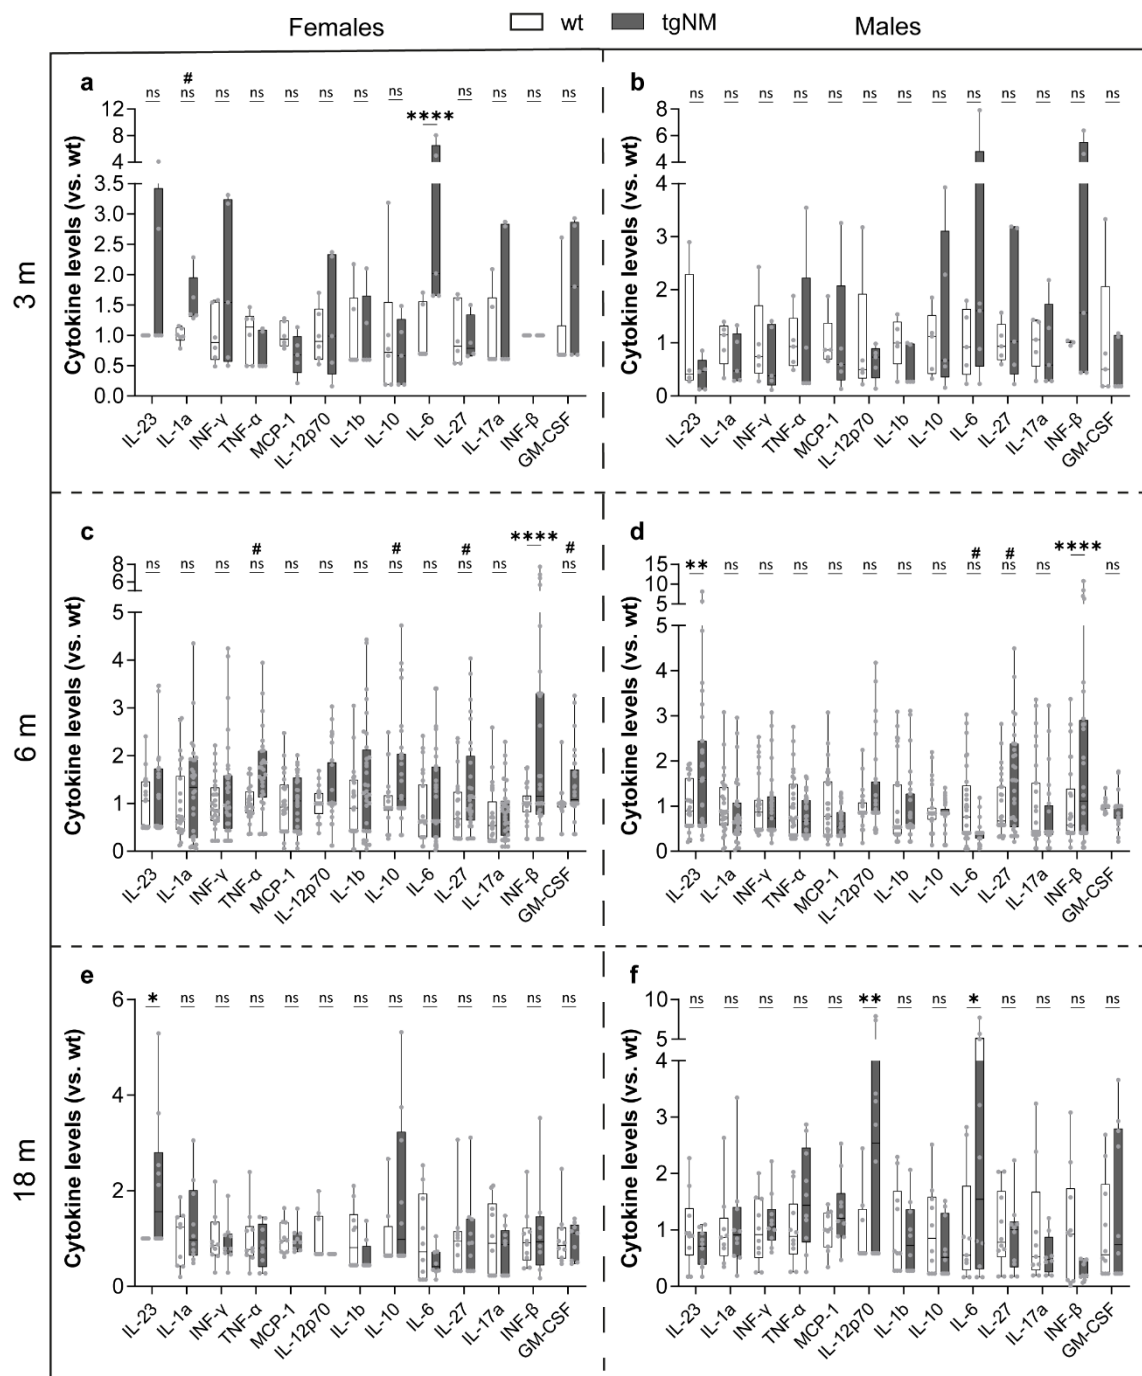 Females wt tgNM Males
a
#
ns ns ns ns ns ns ns ns **** ns ns ns ns
Cytokine levels (vs. wt)
12
8
4
3.5
3.0
2.5
2.0
1.5
1.0
0.5
0.0
IL-23 IL-1a INF-γ TNF-α MCP-1 IL-12p70 IL-1b IL-10 IL-6 IL-27 IL-17a INF-β GM-CSF
b
ns ns ns ns ns ns ns ns ns ns ns ns ns
Cytokine levels (vs. wt)
8
6
4
4
3
2
1
0
IL-23 IL-1a INF-γ TNF-α MCP-1 IL-12p70 IL-1b IL-10 IL-6 IL-27 IL-17a INF-β GM-CSF
3 m
c
# # # #
ns ns ns ns ns ns ns ns ns ns ns **** ns
Cytokine levels (vs. wt)
8
6
5
4
3
2
1
0
IL-23 IL-1a INF-γ TNF-α MCP-1 IL-12p70 IL-1b IL-10 IL-6 IL-27 IL-17a INF-β GM-CSF
d
# #
** ns ns ns ns ns ns ns ns ns ns **** ns
Cytokine levels (vs. wt)
15
10
5
5
4
3
2
1
0
IL-23 IL-1a INF-γ TNF-α MCP-1 IL-12p70 IL-1b IL-10 IL-6 IL-27 IL-17a INF-β GM-CSF
6 m
e
* ns ns ns ns ns ns ns ns ns ns ns ns
Cytokine levels (vs. wt)
6
4
2
0
IL-23 IL-1a INF-γ TNF-α MCP-1 IL-12p70 IL-1b IL-10 IL-6 IL-27 IL-17a INF-β GM-CSF
f
ns ns ns ns ns ** ns ns * ns ns ns ns
Cytokine levels (vs. wt)
10
5
4
3
2
1
0
IL-23 IL-1a INF-γ TNF-α MCP-1 IL-12p70 IL-1b IL-10 IL-6 IL-27 IL-17a INF-β GM-CSF
18 m